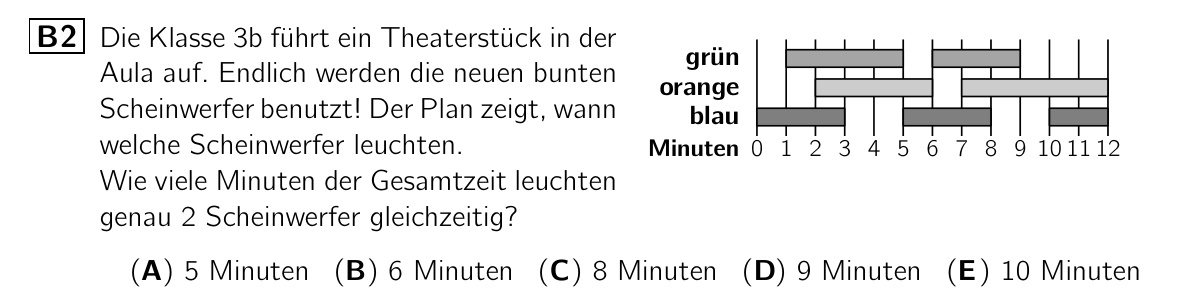 B2 Die Klasse 3b führt ein Theaterstück in der
Aula auf. Endlich werden die neuen bunten
Scheinwerfer benutzt! Der Plan zeigt, wann
welche Scheinwerfer leuchten.
Wie viele Minuten der Gesamtzeit leuchten
genau 2 Scheinwerfer gleichzeitig?
grün
orange
blau
Minuten 0 1 2 3 4 5 6 7 8 9 10 11 12
(A) 5 Minuten (B) 6 Minuten (C) 8 Minuten (D) 9 Minuten (E) 10 Minuten